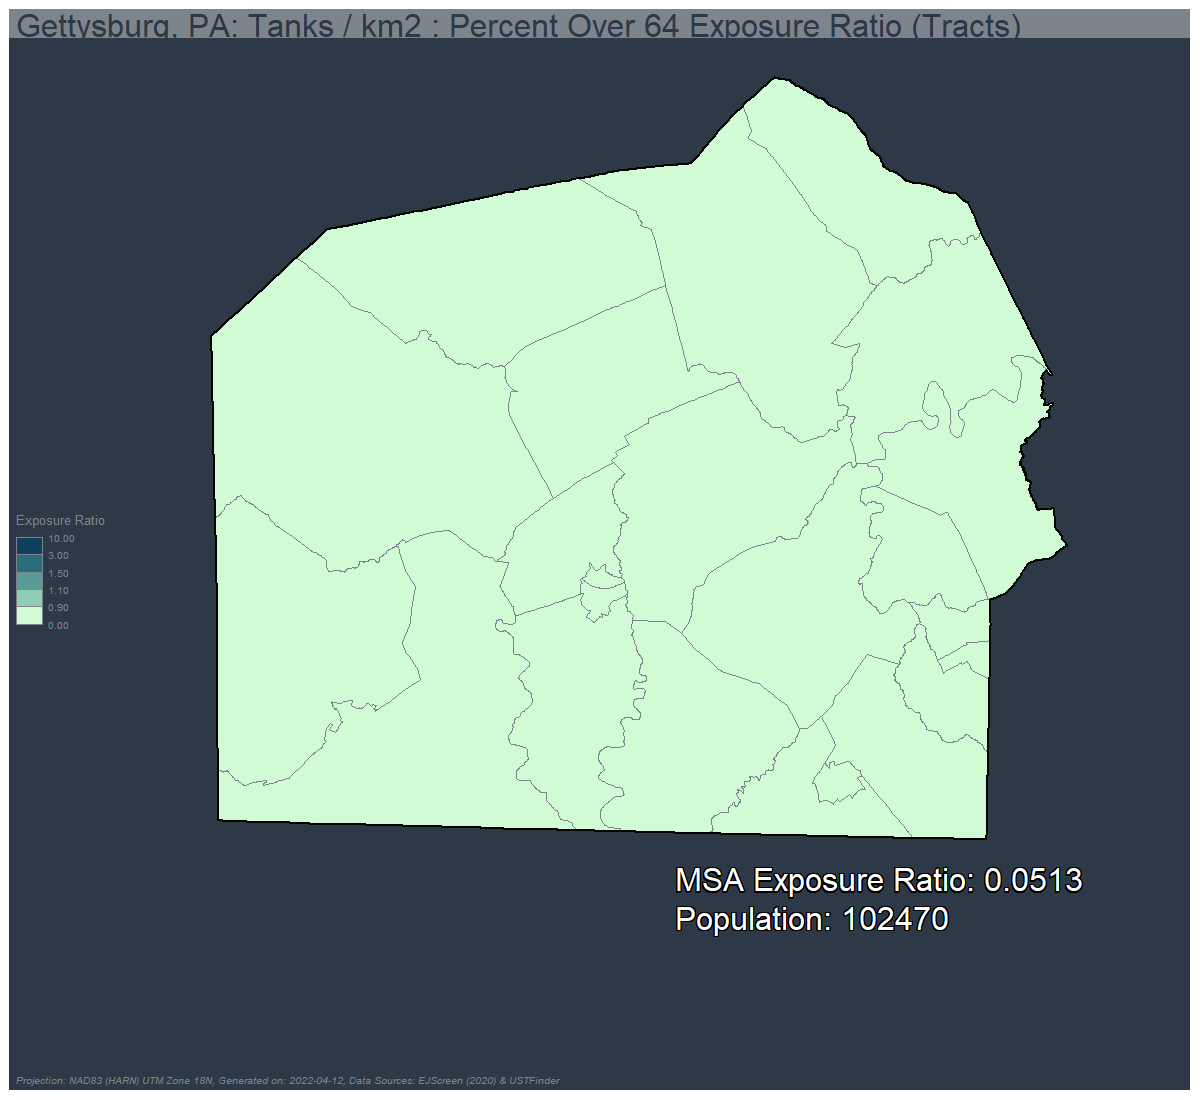 Gettysburg, PA: Tanks / km2 : Percent Over 64 Exposure Ratio (Tracts)
Exposure Ratio
10.00
3.00
1.50
1.10
0.90
0.00
MSA Exposure Ratio: 0.0513
Population: 102470
Projection: NAD83 (HARN) UTM Zone 18N, Generated on: 2022-04-12, Data Sources: EJScreen (2020) & USTFinder